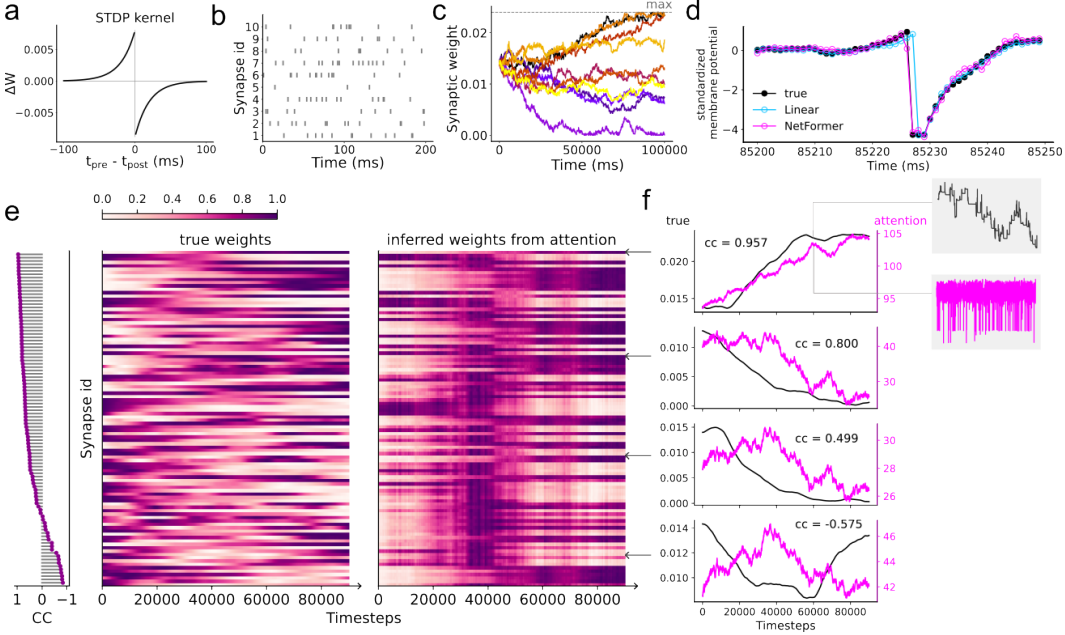 a
STDP kernel
ΔW
0.005
0.000
−0.005
−100
0
100
t_pre - t_post (ms)
b
Synapse id
10
9
8
7
6
5
4
3
2
1
0
50
100
150
200
Time (ms)
c
max
Synaptic weight
0.020
0.010
0.00
0
50000
100000
Time (ms)
d
standardized
membrane potential
0
−2
−4
true
Linear
NetFormer
85200
85210
85220
85230
85240
85250
Time (ms)
e
0.0 0.2 0.4 0.6 0.8 1.0
true weights
inferred weights from attention
Synapse id
1 0 −1
CC
0 20000 40000 60000 80000
0 20000 40000 60000 80000
Timesteps
f
true
attention
cc = 0.957
0.020
0.015
105
100
95
cc = 0.800
0.010
0.005
0.000
40
30
cc = 0.499
0.015
0.010
0.005
0.000
30
28
26
cc = -0.575
0.014
0.012
0.010
46
44
42
0 20000 40000 60000 80000
Timesteps